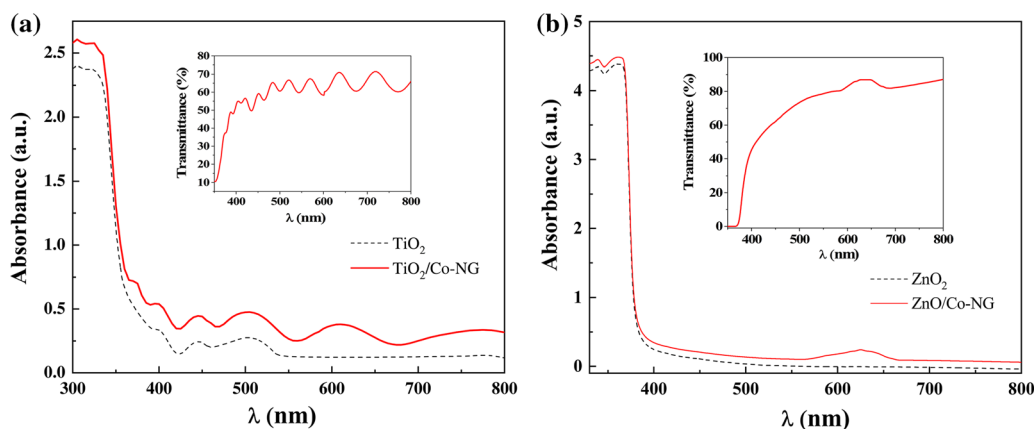 (a)
2.5
2.0
1.5
1.0
0.5
0.0
Absorbance (a.u.)
300 400 500 600 700 800
λ (nm)
80
70
60
50
40
30
20
10
Transmittance (%)
400 500 600 700 800
λ (nm)
TiO₂
TiO₂/Co-NG
(b)
5
4
3
2
1
0
Absorbance (a.u.)
400 500 600 700 800
λ (nm)
100
80
60
40
20
0
Transmittance (%)
400 500 600 700 800
λ (nm)
ZnO₂
ZnO/Co-NG